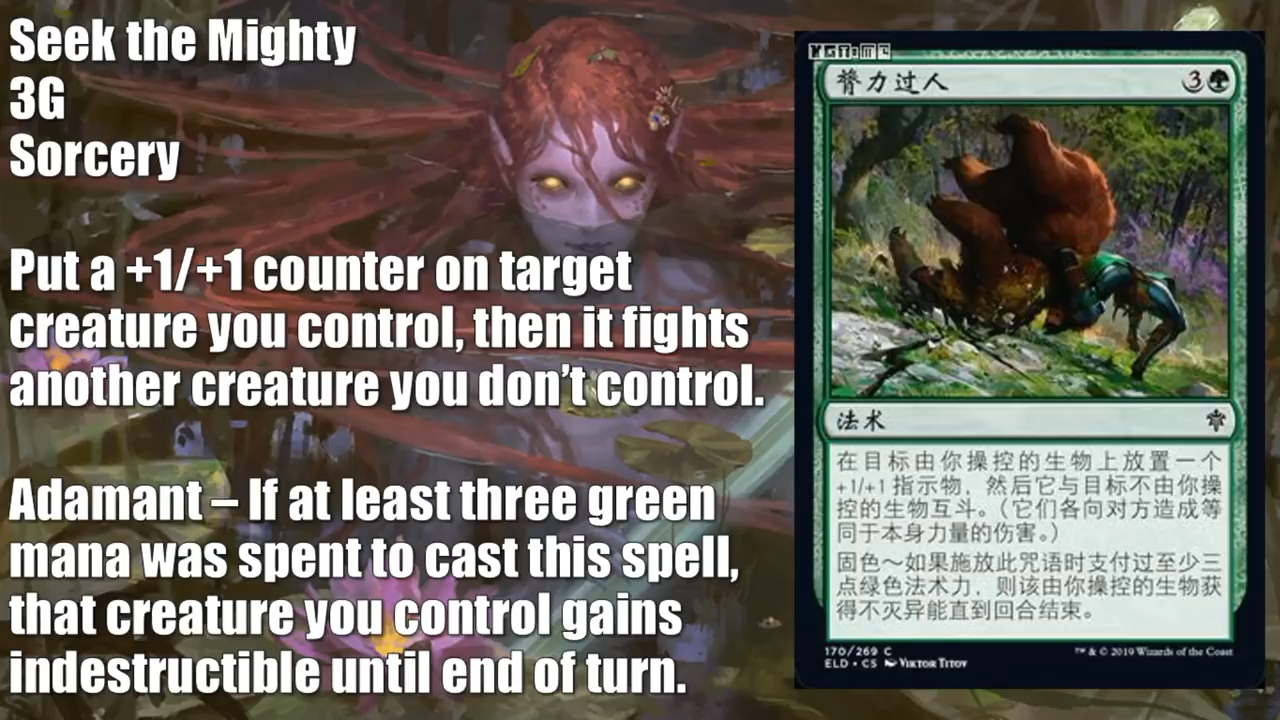 Seek the Mighty
3G
Sorcery
Put a +1/+1 counter on target
creature you control, then it fights
another creature you don't control.
Adamant – If at least three green
mana was spent to cast this spell,
that creature you control gains
indestructible until end of turn.
膂力过人 3
法术
在目标由你操控的生物上放置一个
+1/+1 指示物，然后它与目标不由你操
控的生物互斗。（它们各向对方造成等
同于本身力量的伤害。）
固色～如果施放此咒语时支付过至少三
点绿色法术力，则该由你操控的生物获
得不灭异能直到回合结束。
170/269 C
ELD • CS Viktor Titov
™ & © 2019 Wizards of the Coast